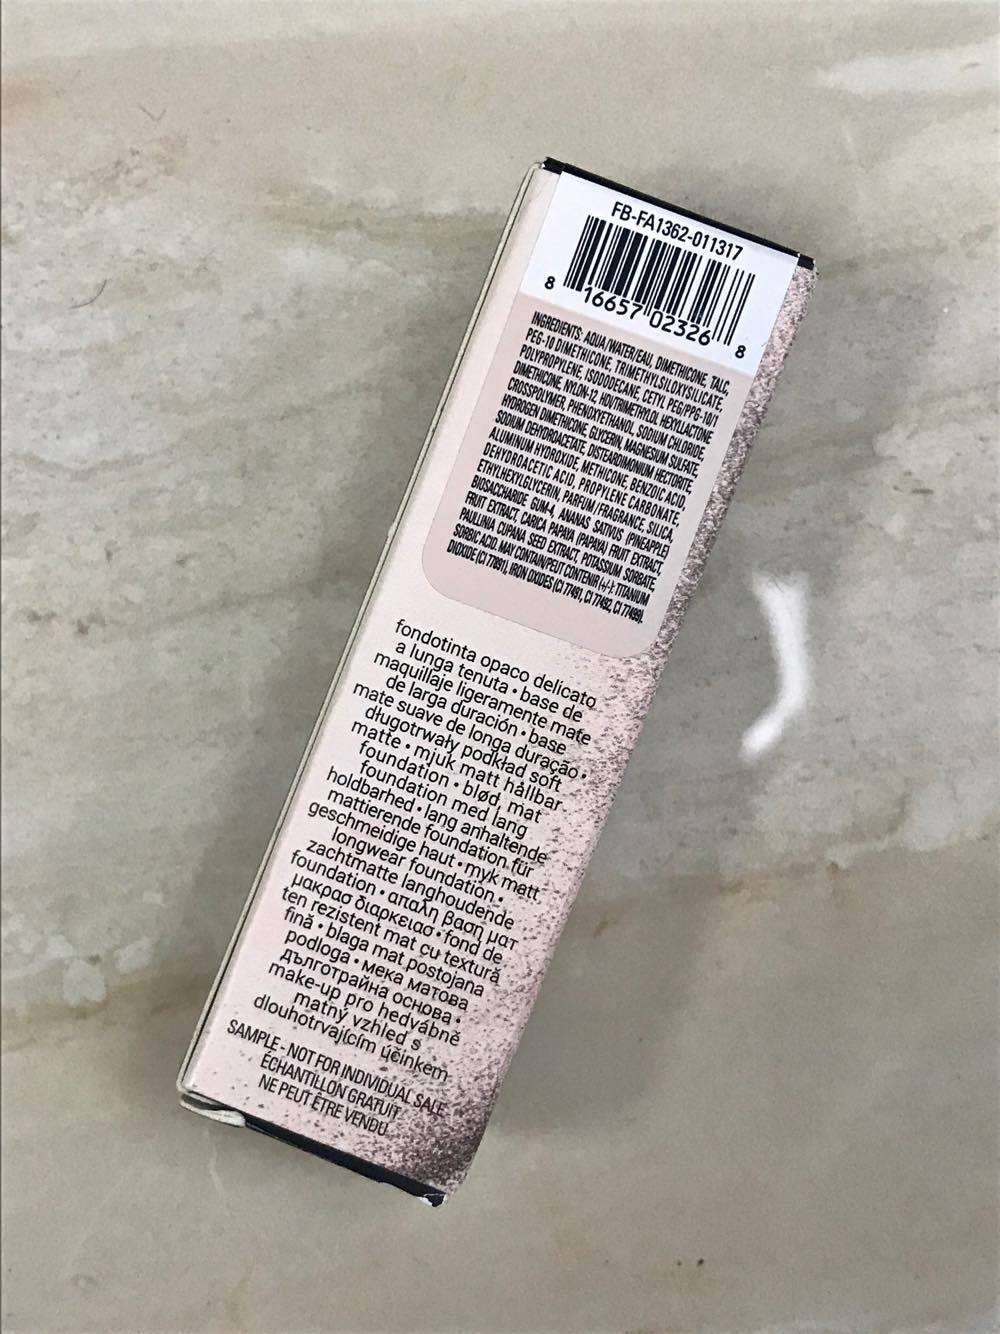 FB-FA1362-011317
8 16657 02326 8
INGREDIENTS: AQUA/WATER/EAU, DIMETHICONE, TALC,
PEG-10 DIMETHICONE, TRIMETHYLSILOXYSILICATE,
POLYPROPYLENE, ISODODECANE, CETYL PEG/PPG-10/1
DIMETHICONE, NYLON-12, HDI/TRIMETHYLOL HEXYLLACTONE
CROSSPOLYMER, PHENOXYETHANOL, SODIUM CHLORIDE,
HYDROGEN DIMETHICONE, GLYCERIN, MAGNESIUM SULFATE,
SODIUM DEHYDROACETATE, DISTEARDIMONIUM HECTORITE,
ALUMINUM HYDROXIDE, METHICONE, BENZOIC ACID,
DEHYDROACETIC ACID, PROPYLENE CARBONATE,
ETHYLHEXYLGLYCERIN, PARFUM/FRAGRANCE, SILICA,
BIOSACCHARIDE GUM-4, ANANAS SATIVUS (PINEAPPLE)
FRUIT EXTRACT, CARICA PAPAYA (PAPAYA) FRUIT EXTRACT,
PAULLINIA CUPANA SEED EXTRACT, POTASSIUM SORBATE,
SORBIC ACID, MAY CONTAIN/PEUT CONTENIR (+/-): TITANIUM
DIOXIDE (CI 77891), IRON OXIDES (CI 77491, CI 77492, CI 77499).
fondotinta opaco delicato
a lunga tenuta • base de
maquillaje ligeramente mate
de larga duración • base
mate suave de longa duração •
długotrwały podkład soft
matte • mjuk matt hållbar
foundation • blød, mat
foundation med lang
holdbarhed • lang anhaltende
mattierende foundation für
geschmeidige haut • myk matt
longwear foundation •
zachtmatte langhoudende
foundation • απαλη βαση ματ
μακρασ διαρκειασ • fond de
ten rezistent mat cu textură
fină • blaga mat postojana
podloga • мека матова
дълготрайна основа •
make-up pro hedvábně
matný vzhled s
dlouhotrvajícím účinkem
SAMPLE - NOT FOR INDIVIDUAL SALE
ÉCHANTILLON GRATUIT
NE PEUT ÊTRE VENDU